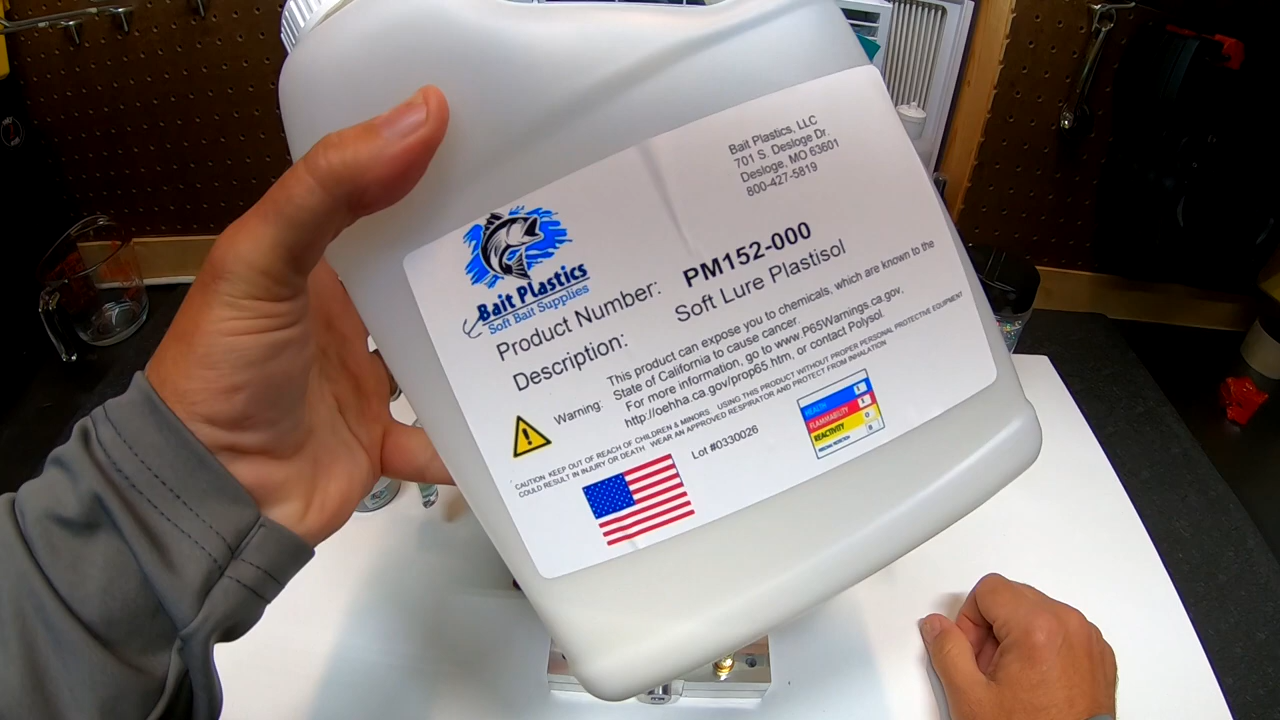 Bait Plastics, LLC
701 S. Desloge Dr.
Desloge, MO 63601
800-427-5819
Bait Plastics
Soft Bait Supplies
Product Number: PM152-000
Description: Soft Lure Plastisol
Warning: This product can expose you to chemicals, which are known to the
State of California to cause cancer.
For more information, go to www.P65Warnings.ca.gov,
http://oehha.ca.gov/prop65.htm, or contact Polysol.
CAUTION: KEEP OUT OF REACH OF CHILDREN & MINORS. USING THIS PRODUCT WITHOUT PROPER PERSONAL PROTECTIVE EQUIPMENT
COULD RESULT IN INJURY OR DEATH. WEAR AN APPROVED RESPIRATOR AND PROTECT FROM INHALATION
Lot #0330026
HEALTH 1
FLAMMABILITY 1
REACTIVITY 0